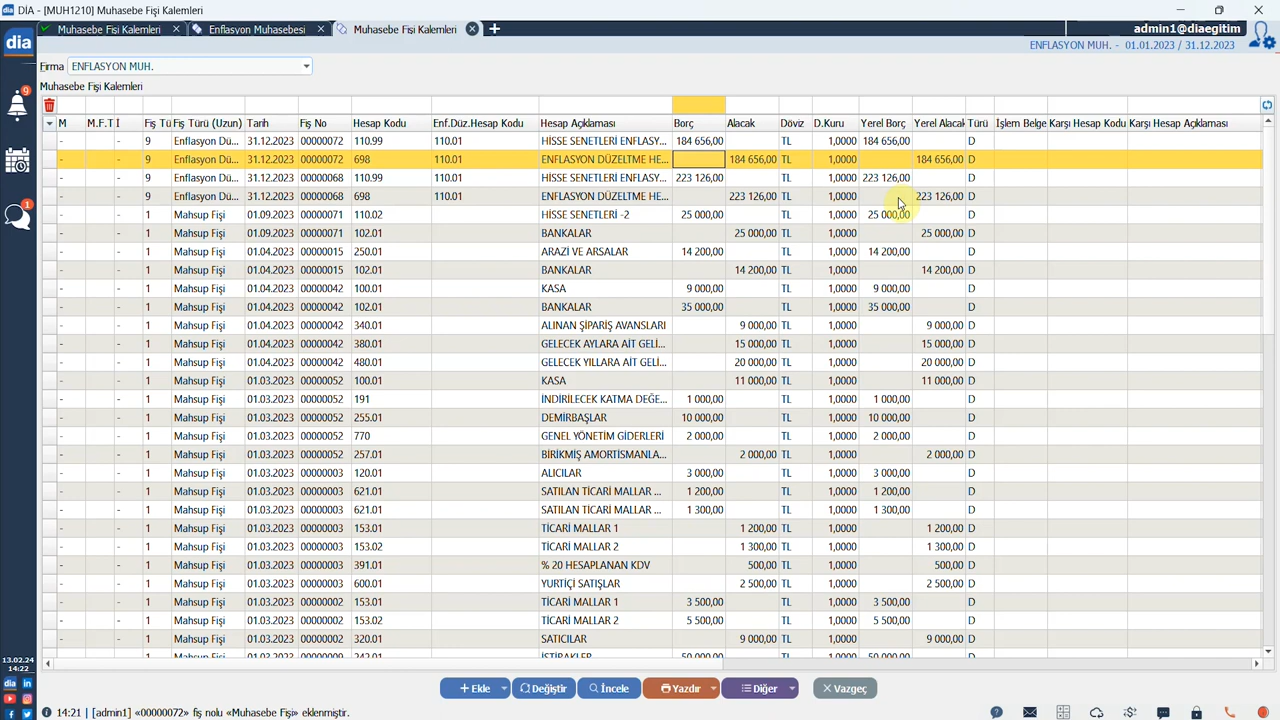 DIA - [MUH1210] Muhasebe Fişi Kalemleri
Muhasebe Fişi Kalemleri Enflasyon Muhasebesi Muhasebe Fişi Kalemleri admin1@diaegitim
ENFLASYON MUH. - 01.01.2023 / 31.12.2023
dia
Firma ENFLASYON MUH.
Muhasebe Fişi Kalemleri
9
M M.F.T İ Fiş Tü Fiş Türü (Uzun) Tarih Fiş No Hesap Kodu Enf.Düz.Hesap Kodu Hesap Açıklaması Borç Alacak Döviz D.Kuru Yerel Borç Yerel Alacak Türü İşlem Belge Karşı Hesap Kodu Karşı Hesap Açıklaması
- - 9 Enflasyon Dü... 31.12.2023 00000072 110.99 110.01 HİSSE SENETLERİ ENFLASY... 184 656,00 TL 1,0000 184 656,00 D
- - 9 Enflasyon Dü... 31.12.2023 00000072 698 110.01 ENFLASYON DÜZELTME HE... 184 656,00 TL 1,0000 184 656,00 D
- - 9 Enflasyon Dü... 31.12.2023 00000068 110.99 110.01 HİSSE SENETLERİ ENFLASY... 223 126,00 TL 1,0000 223 126,00 D
- - 9 Enflasyon Dü... 31.12.2023 00000068 698 110.01 ENFLASYON DÜZELTME HE... 223 126,00 TL 1,0000 223 126,00 D
1
- - 1 Mahsup Fişi 01.09.2023 00000071 110.02 HİSSE SENETLERİ -2 25 000,00 TL 1,0000 25 000,00 D
- - 1 Mahsup Fişi 01.09.2023 00000071 102.01 BANKALAR 25 000,00 TL 1,0000 25 000,00 D
- - 1 Mahsup Fişi 01.04.2023 00000015 250.01 ARAZİ VE ARSALAR 14 200,00 TL 1,0000 14 200,00 D
- - 1 Mahsup Fişi 01.04.2023 00000015 102.01 BANKALAR 14 200,00 TL 1,0000 14 200,00 D
- - 1 Mahsup Fişi 01.04.2023 00000042 100.01 KASA 9 000,00 TL 1,0000 9 000,00 D
- - 1 Mahsup Fişi 01.04.2023 00000042 102.01 BANKALAR 35 000,00 TL 1,0000 35 000,00 D
- - 1 Mahsup Fişi 01.04.2023 00000042 340.01 ALINAN SİPARİŞ AVANSLARI 9 000,00 TL 1,0000 9 000,00 D
- - 1 Mahsup Fişi 01.04.2023 00000042 380.01 GELECEK AYLARA AİT GELİ... 15 000,00 TL 1,0000 15 000,00 D
- - 1 Mahsup Fişi 01.04.2023 00000042 480.01 GELECEK YILLARA AİT GELİ... 20 000,00 TL 1,0000 20 000,00 D
- - 1 Mahsup Fişi 01.03.2023 00000052 100.01 KASA 11 000,00 TL 1,0000 11 000,00 D
- - 1 Mahsup Fişi 01.03.2023 00000052 191 İNDİRİLECEK KATMA DEĞE... 1 000,00 TL 1,0000 1 000,00 D
- - 1 Mahsup Fişi 01.03.2023 00000052 255.01 DEMİRBAŞLAR 10 000,00 TL 1,0000 10 000,00 D
- - 1 Mahsup Fişi 01.03.2023 00000052 770 GENEL YÖNETİM GİDERLERİ 2 000,00 TL 1,0000 2 000,00 D
- - 1 Mahsup Fişi 01.03.2023 00000052 257.01 BİRİKMİŞ AMORTİSMANLA... 2 000,00 TL 1,0000 2 000,00 D
- - 1 Mahsup Fişi 01.03.2023 00000003 120.01 ALICILAR 3 000,00 TL 1,0000 3 000,00 D
- - 1 Mahsup Fişi 01.03.2023 00000003 621.01 SATILAN TİCARİ MALLAR ... 1 200,00 TL 1,0000 1 200,00 D
- - 1 Mahsup Fişi 01.03.2023 00000003 621.01 SATILAN TİCARİ MALLAR ... 1 300,00 TL 1,0000 1 300,00 D
- - 1 Mahsup Fişi 01.03.2023 00000003 153.01 TİCARİ MALLAR 1 1 200,00 TL 1,0000 1 200,00 D
- - 1 Mahsup Fişi 01.03.2023 00000003 153.02 TİCARİ MALLAR 2 1 300,00 TL 1,0000 1 300,00 D
- - 1 Mahsup Fişi 01.03.2023 00000003 391.01 % 20 HESAPLANAN KDV 500,00 TL 1,0000 500,00 D
- - 1 Mahsup Fişi 01.03.2023 00000003 600.01 YURTİÇİ SATIŞLAR 2 500,00 TL 1,0000 2 500,00 D
- - 1 Mahsup Fişi 01.03.2023 00000002 153.01 TİCARİ MALLAR 1 3 500,00 TL 1,0000 3 500,00 D
- - 1 Mahsup Fişi 01.03.2023 00000002 153.02 TİCARİ MALLAR 2 5 500,00 TL 1,0000 5 500,00 D
- - 1 Mahsup Fişi 01.03.2023 00000002 320.01 SATICILAR 9 000,00 TL 1,0000 9 000,00 D
- - 1 Mahsup Fişi 01.02.2023 00000009 242.01 İŞTİRAKLER 50 000,00 TL 1,0000 50 000,00 D
13.02.24
14:22
dia
+ Ekle Değiştir İncele Yazdır Diğer Vazgeç
14:21 | [admin1] «00000072» fiş nolu «Muhasebe Fişi» eklenmiştir.